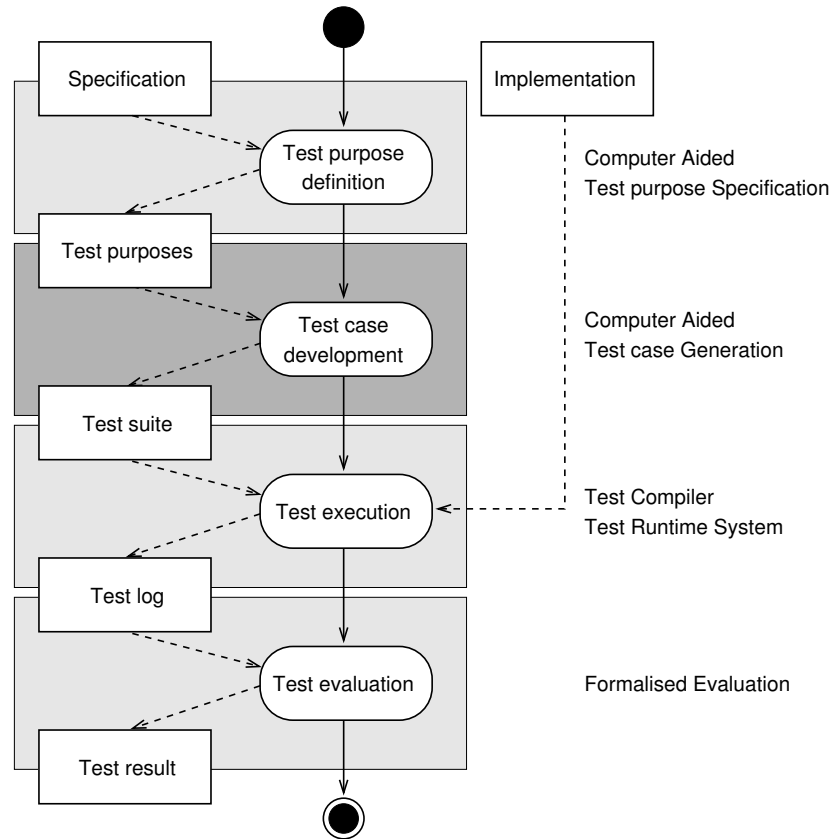 Specification
Implementation
Test purpose
definition
Computer Aided
Test purpose Specification
Test purposes
Test case
development
Computer Aided
Test case Generation
Test suite
Test execution
Test Compiler
Test Runtime System
Test log
Test evaluation
Formalised Evaluation
Test result